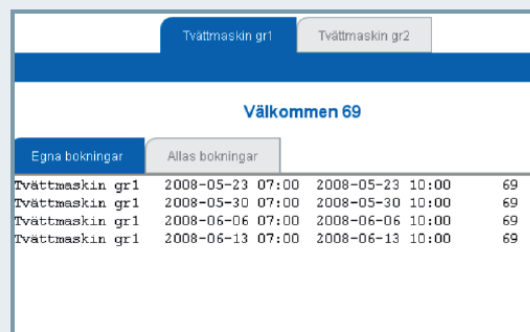 Tvättmaskin gr1 Tvättmaskin gr2
Välkommen 69
Egna bokningar Allas bokningar
Tvättmaskin gr1 2008-05-23 07:00 2008-05-23 10:00 69
Tvättmaskin gr1 2008-05-30 07:00 2008-05-30 10:00 69
Tvättmaskin gr1 2008-06-06 07:00 2008-06-06 10:00 69
Tvättmaskin gr1 2008-06-13 07:00 2008-06-13 10:00 69